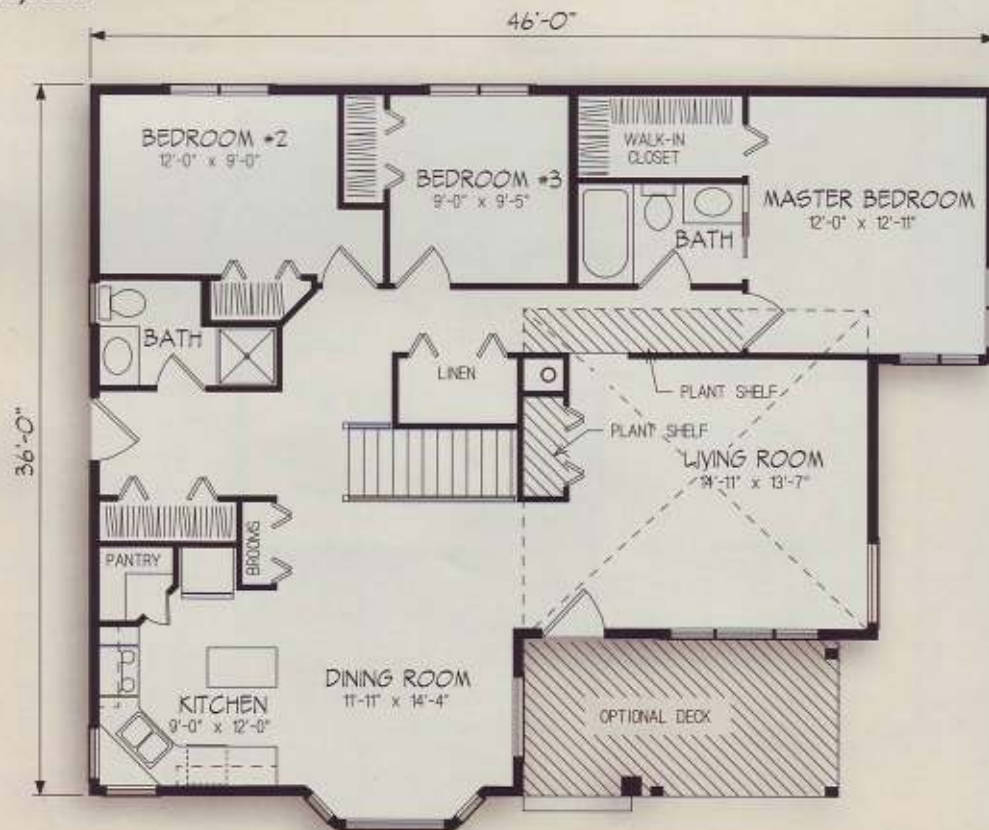 46'-0"
BEDROOM #2
12'-0" x 9'-0"
BEDROOM #3
9'-0" x 9'-5"
WALK-IN
CLOSET
MASTER BEDROOM
12'-0" x 12'-11"
BATH
BATH
LINEN
PLANT SHELF
PLANT SHELF
LIVING ROOM
14'-11" x 13'-7"
36'-0"
BROOMS
PANTRY
DINING ROOM
11'-11" x 14'-4"
KITCHEN
9'-0" x 12'-0"
OPTIONAL DECK